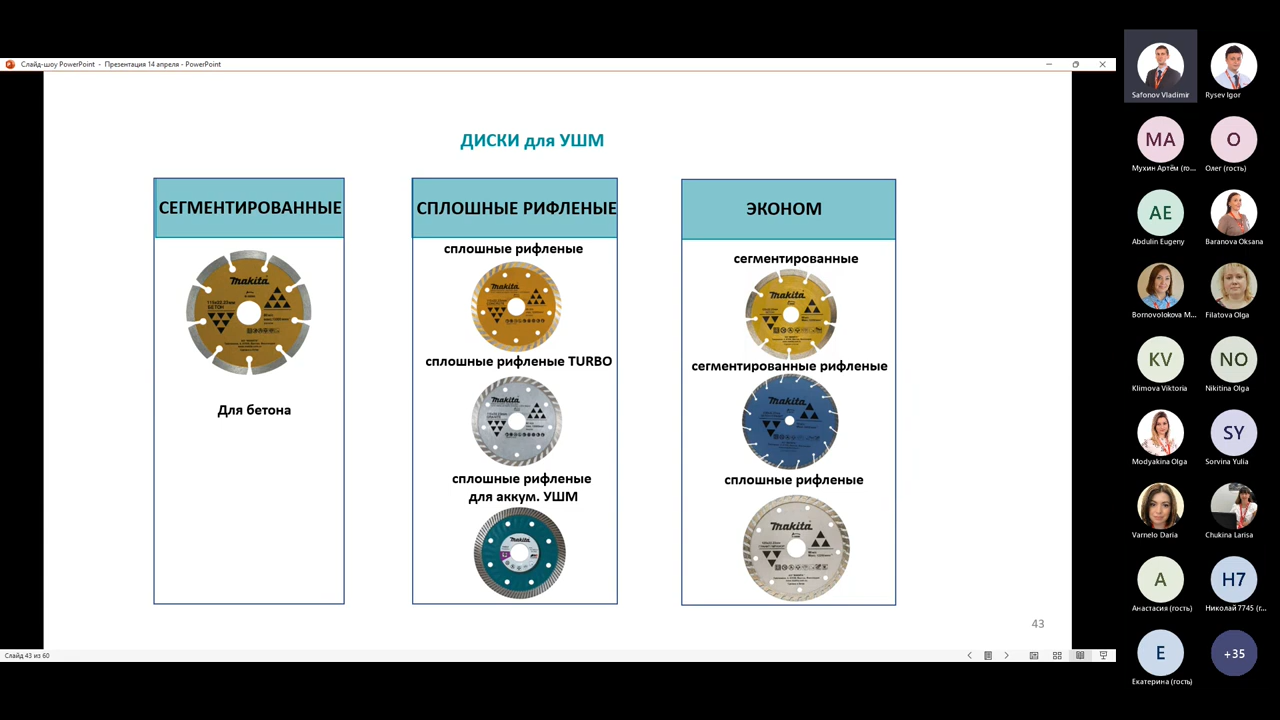 Слайд-шоу PowerPoint - Презентация 14 апреля - PowerPoint
ДИСКИ для УШМ
СЕГМЕНТИРОВАННЫЕ
makita
БЕТОН
Для бетона
СПЛОШНЫЕ РИФЛЕНЫЕ
сплошные рифленые
makita
сплошные рифленые TURBO
makita
сплошные рифленые
для аккум. УШМ
makita
ЭКОНОМ
сегментированные
makita
сегментированные рифленые
makita
сплошные рифленые
makita
43
Слайд 43 из 60
Safonov Vladimir
Rysev Igor
MA
Мухин Артём (го...
O
Олег (гость)
AE
Abdulin Eugeny
Baranova Oksana
Bornovolokova M...
Filatova Olga
KV
Klimova Viktoria
NO
Nikitina Olga
Modyakina Olga
SY
Sorvina Yulia
Varnelo Daria
Chukina Larisa
A
Анастасия (гость)
H7
Николай 7745 (г...
E
Екатерина (гость)
+35